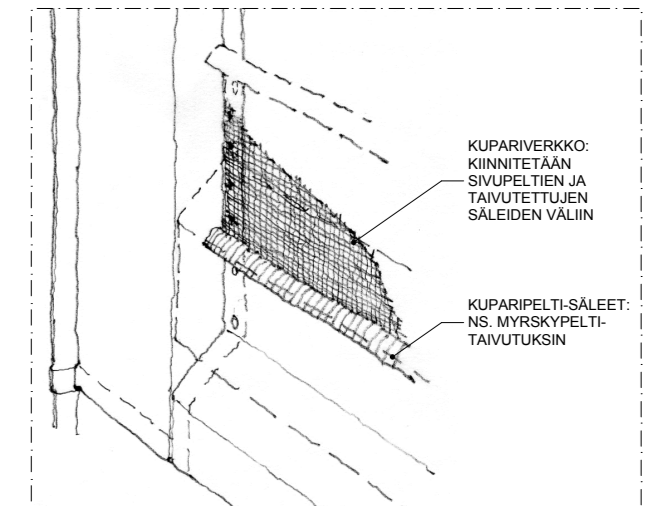 KUPARIVERKKO:
KIINNITETÄÄN
SIVUPELTIEN JA
TAIVUTETTUJEN
SÄLEIDEN VÄLIIN
KUPARIPELTI-SÄLEET:
NS. MYRSKYPELTI-
TAIVUTUKSIN